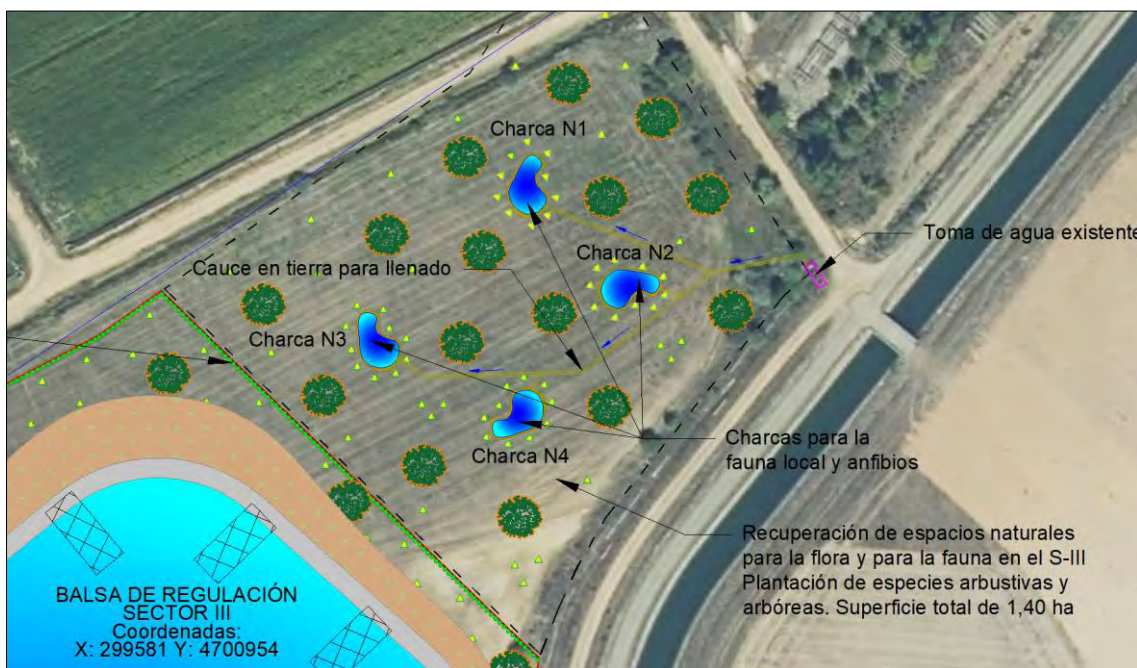 Charca N1
Toma de agua existente
Charca N2
Cauce en tierra para llenado
Charca N3
Charca N4
Charcas para la
fauna local y anfibios
Recuperación de espacios naturales
para la flora y para la fauna en el S-III
Plantación de especies arbustivas y
arbóreas. Superficie total de 1,40 ha
BALSA DE REGULACIÓN
SECTOR III
Coordenadas:
X: 299581 Y: 4700954